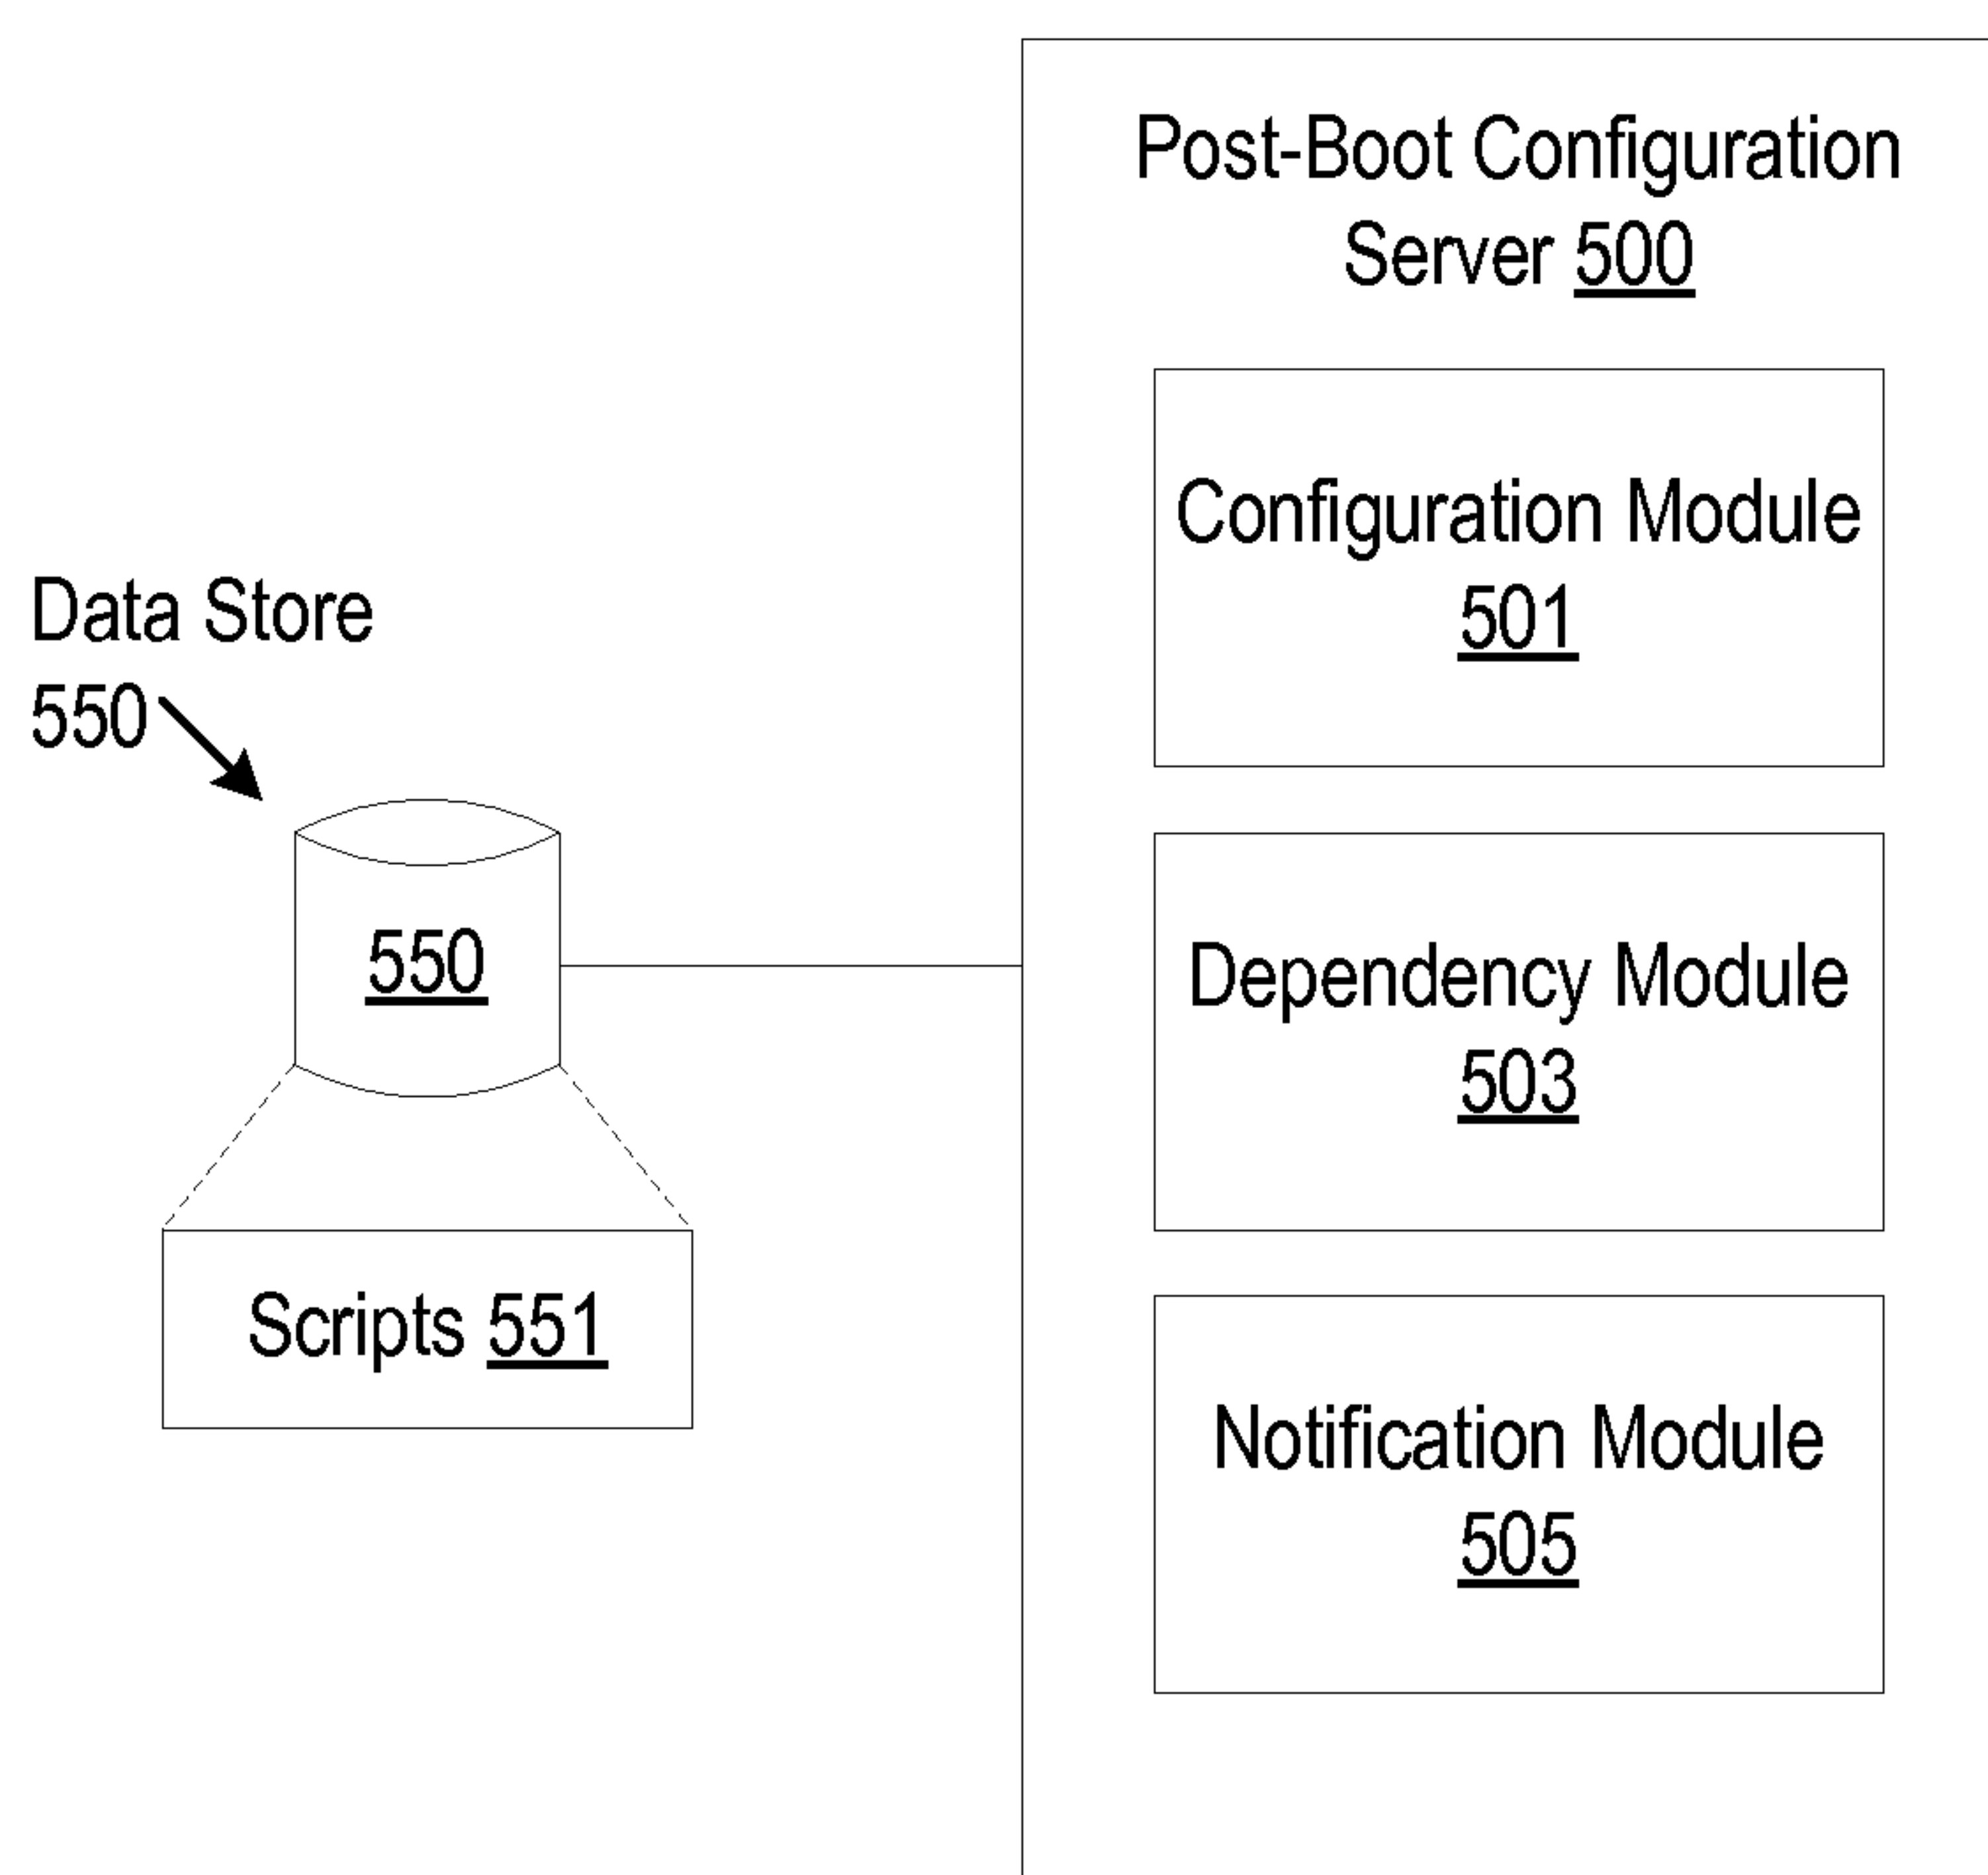 Post-Boot Configuration
Server 500
Configuration Module
501
Data Store
550
550
Dependency Module
503
Scripts 551
Notification Module
505